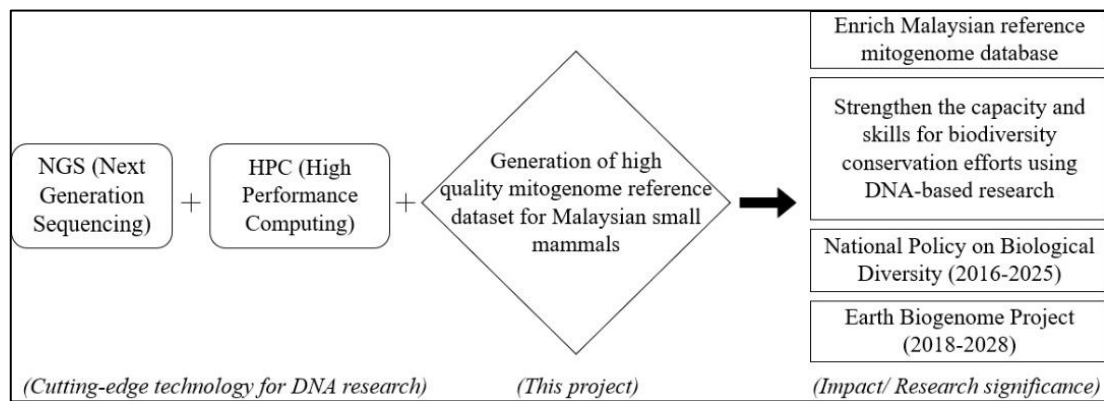 NGS (Next
Generation
Sequencing)
+
HPC (High
Performance
Computing)
+
Generation of high
quality mitogenome reference
dataset for Malaysian small
mammals
Enrich Malaysian reference
mitogenome database
Strengthen the capacity and
skills for biodiversity
conservation efforts using
DNA-based research
National Policy on Biological
Diversity (2016-2025)
Earth Biogenome Project
(2018-2028)
(Cutting-edge technology for DNA research)
(This project)
(Impact/ Research significance)